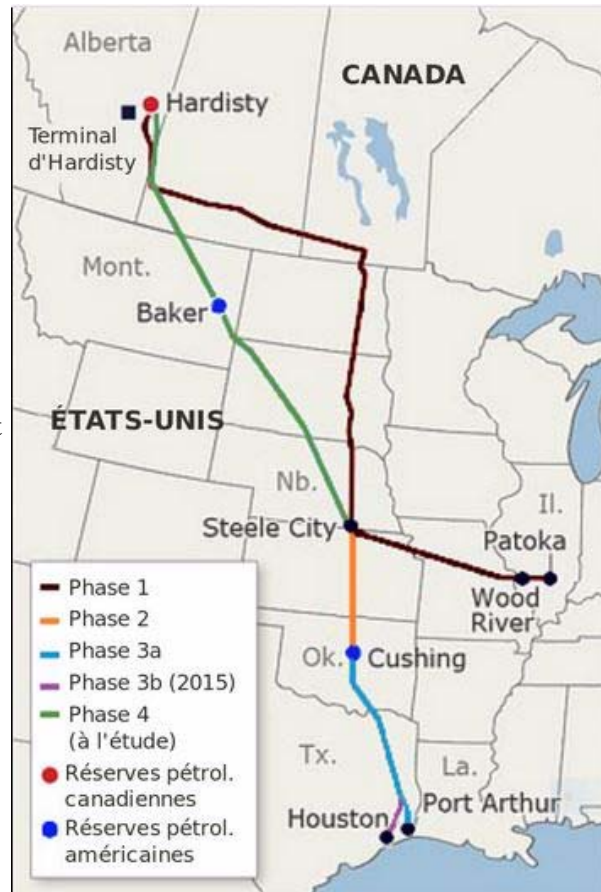 Alberta
CANADA
Hardisty
Terminal
d'Hardisty
Mont.
Baker
ÉTATS-UNIS
Nb.
Steele City
Il.
Patoka
Wood
River
Ok.
Cushing
Tx.
La.
Houston
Port Arthur
Phase 1
Phase 2
Phase 3a
Phase 3b (2015)
Phase 4
(à l'étude)
Réserves pétrol.
canadiennes
Réserves pétrol.
américaines